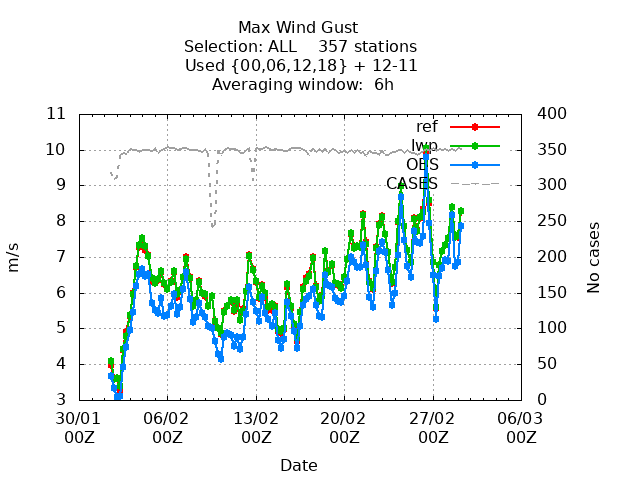 Max Wind Gust
Selection: ALL    357 stations
Used {00,06,12,18} + 12-11
Averaging window:  6h
ref
lwp
OBS
CASES
11
10
9
8
7
6
5
4
3
400
350
300
250
200
150
100
50
0
m/s
No cases
30/01 06/02 13/02 20/02 27/02 06/03
00Z 00Z 00Z 00Z 00Z 00Z
Date